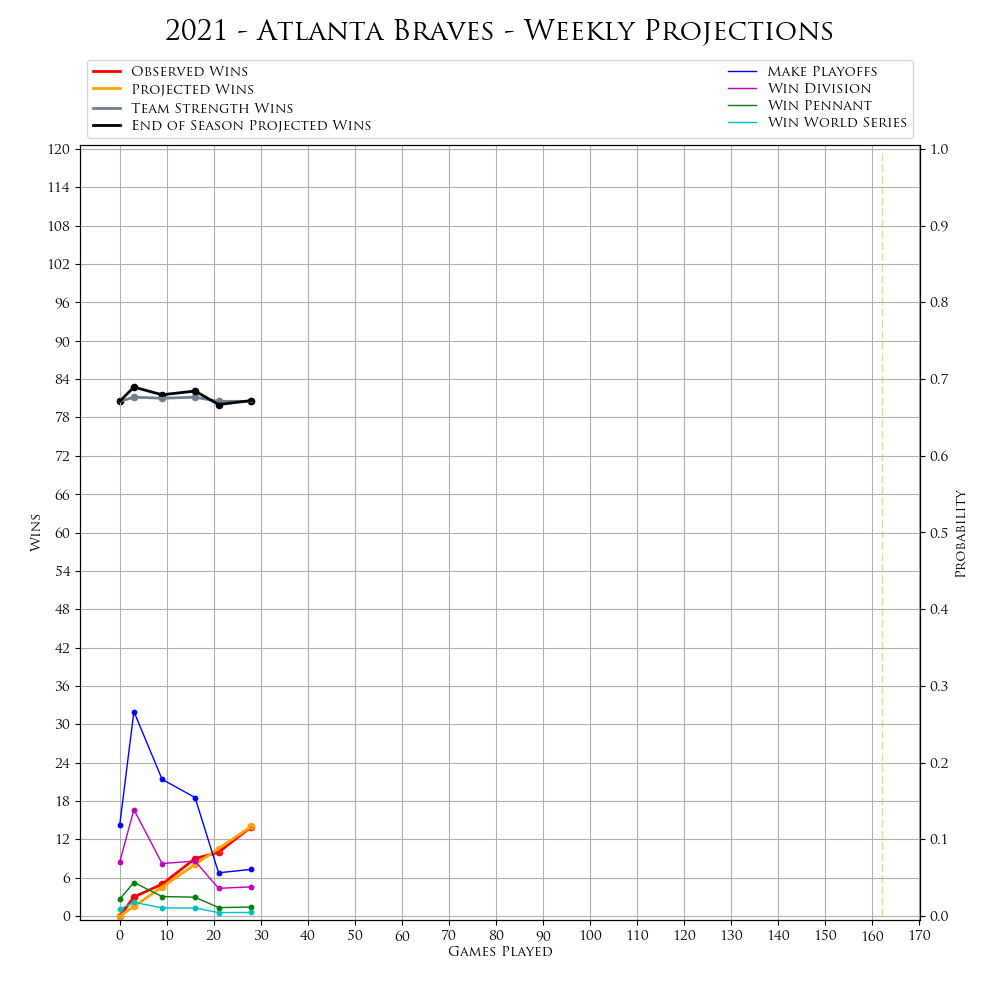 2021 - Atlanta Braves - Weekly Projections
Observed Wins
Projected Wins
Team Strength Wins
End of Season Projected Wins
Make Playoffs
Win Division
Win Pennant
Win World Series
120
114
108
102
96
90
84
78
72
66
60
54
48
42
36
30
24
18
12
6
0
Wins
1.0
0.9
0.8
0.7
0.6
0.5
0.4
0.3
0.2
0.1
0.0
Probability
0 10 20 30 40 50 60 70 80 90 100 110 120 130 140 150 160 170
Games Played